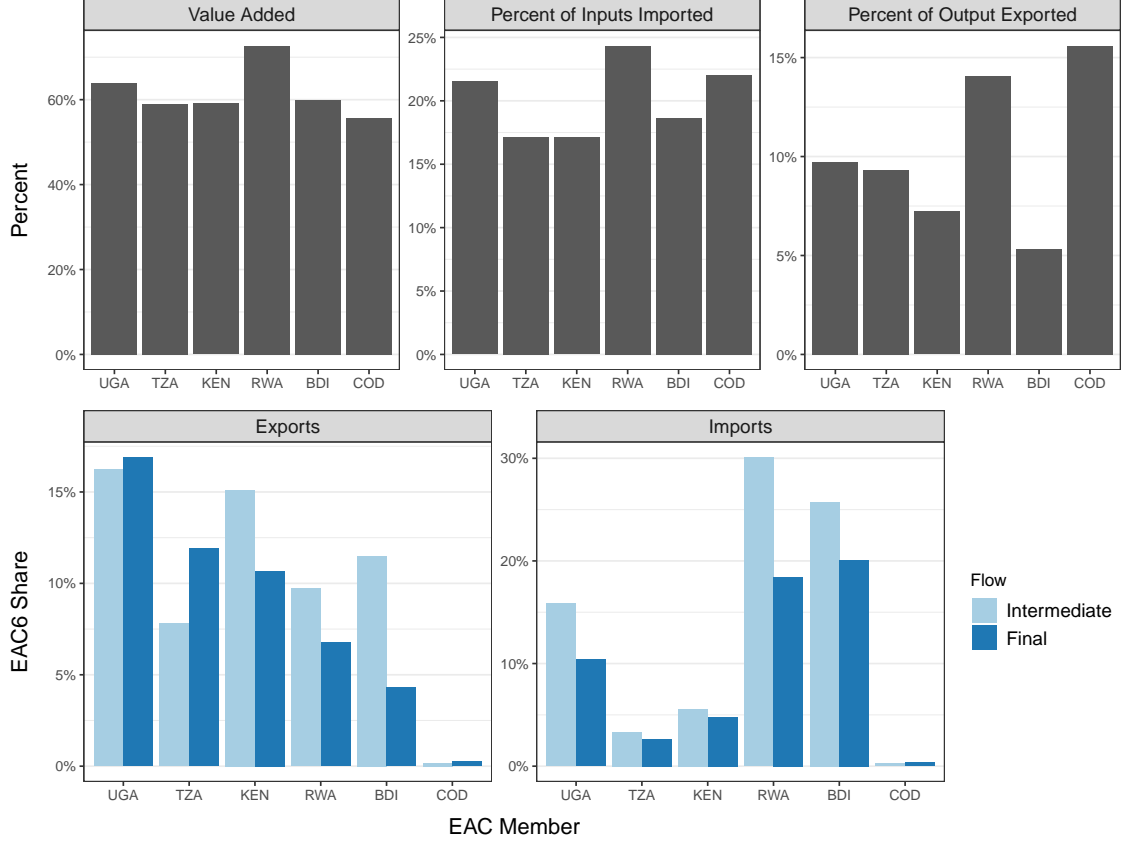 Value Added
Percent of Inputs Imported
Percent of Output Exported
Percent
60%
40%
20%
0%
UGA TZA KEN RWA BDI COD
25%
20%
15%
10%
5%
0%
UGA TZA KEN RWA BDI COD
15%
10%
5%
0%
UGA TZA KEN RWA BDI COD
Exports
Imports
EAC6 Share
15%
10%
5%
0%
UGA TZA KEN RWA BDI COD
30%
20%
10%
0%
UGA TZA KEN RWA BDI COD
Flow
Intermediate
Final
EAC Member